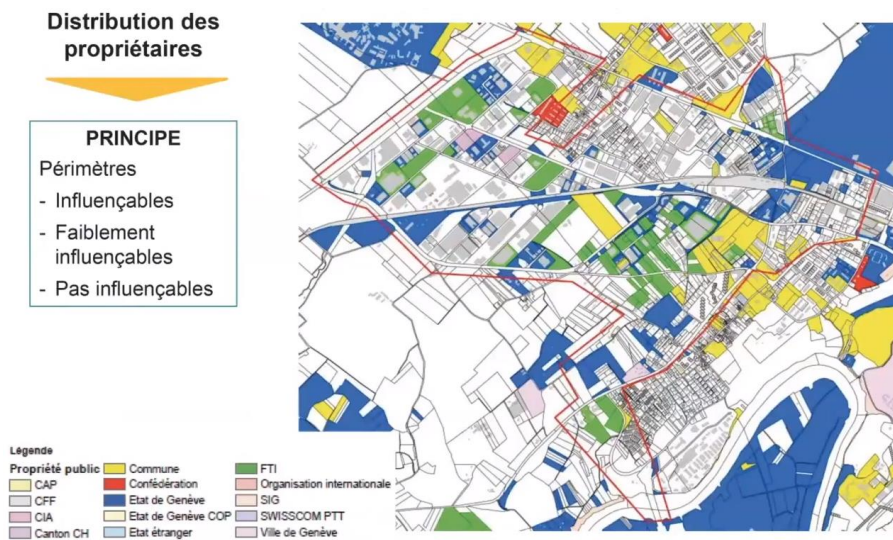 Distribution des
propriétaires
PRINCIPE
Périmètres
- Influençables
- Faiblement
influençables
- Pas influençables
Légende
Propriété public
CAP
CFF
CIA
Canton CH
Commune
Confédération
Etat de Genève
Etat de Genève COP
Etat étranger
FTI
Organisation internationale
SIG
SWISSCOM PTT
Ville de Genève